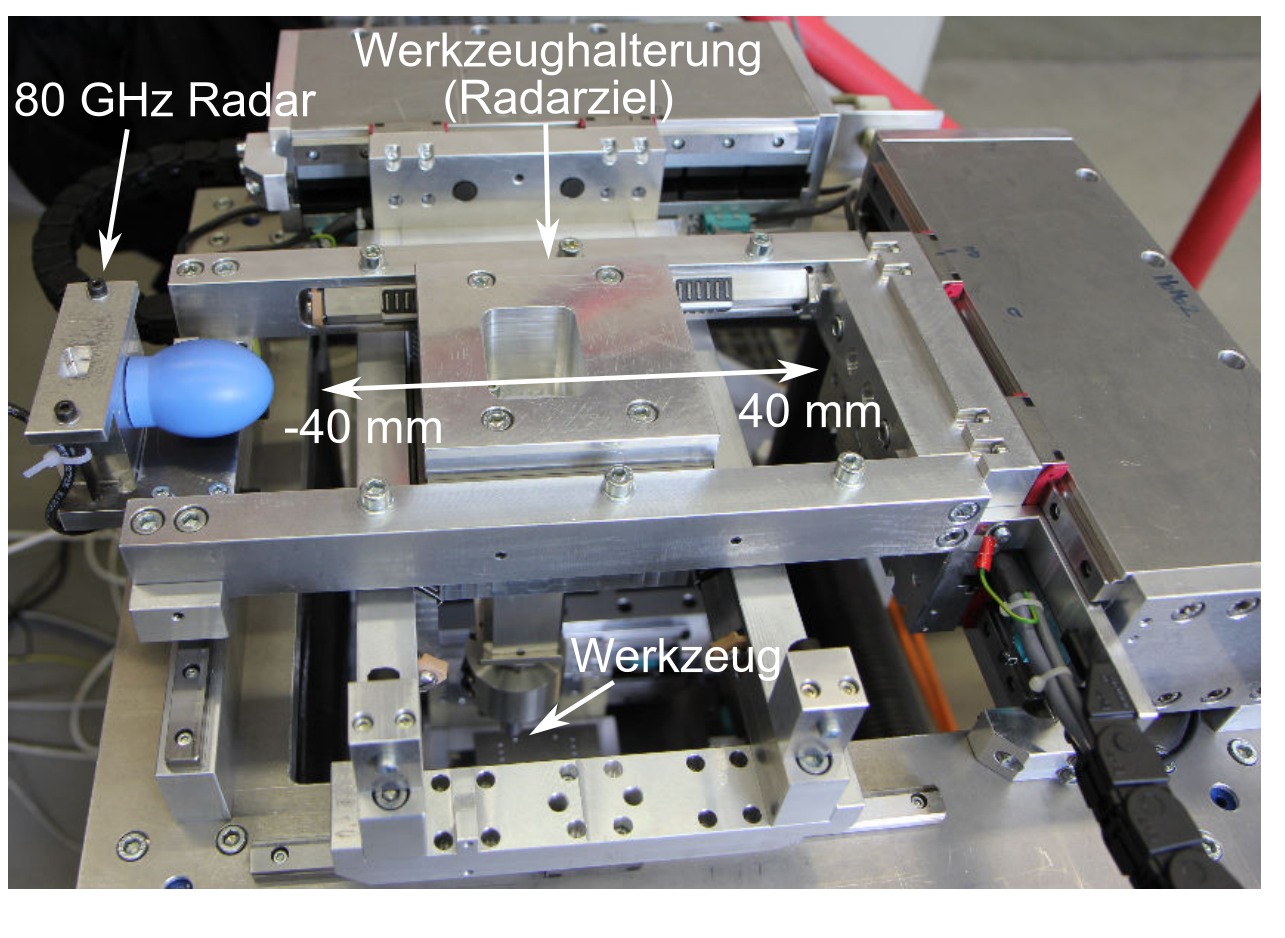 Werkzeughalterung
(Radarziel)
80 GHz Radar
-40 mm
40 mm
Werkzeug